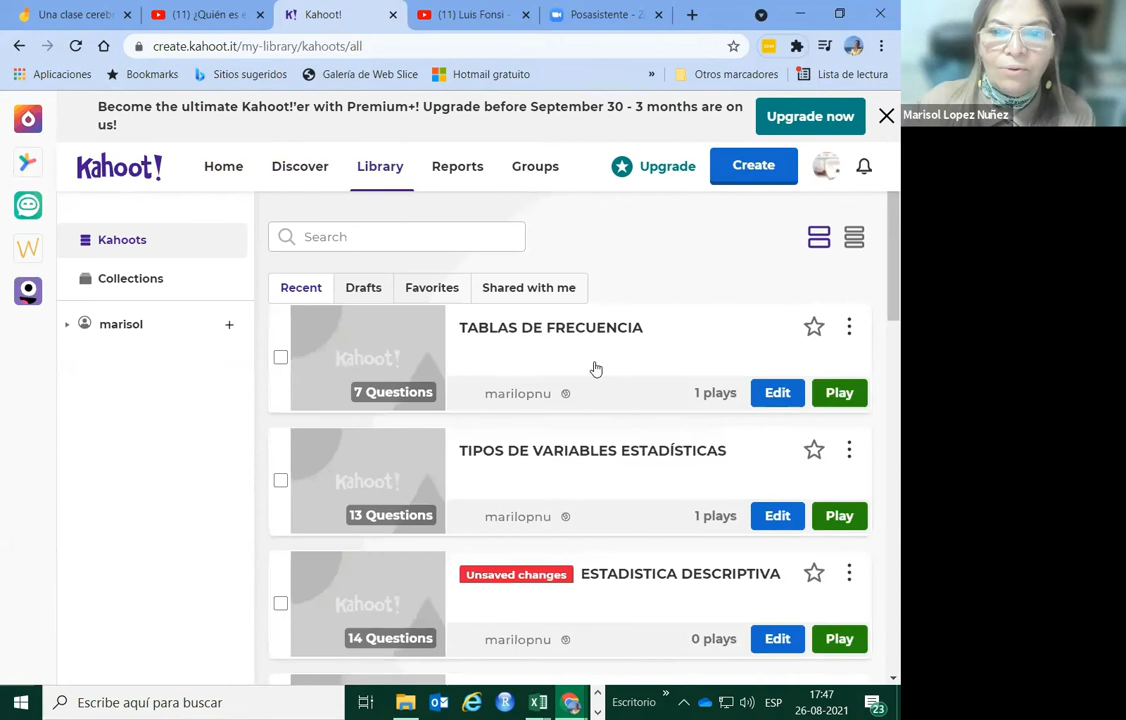 Una clase cereb
(11) ¿Quién es e
Kahoot!
(11) Luis Fonsi -
Posasistente - Z
create.kahoot.it/my-library/kahoots/all
Aplicaciones
Bookmarks
Sitios sugeridos
Galería de Web Slice
Hotmail gratuito
»
Otros marcadores
Lista de lectura
Marisol Lopez Nuñez
Become the ultimate Kahoot!'er with Premium+! Upgrade before September 30 - 3 months are on
us!
Upgrade now
Kahoot!
Home
Discover
Library
Reports
Groups
Upgrade
Create
Kahoots
Collections
marisol
+
Search
Recent
Drafts
Favorites
Shared with me
TABLAS DE FRECUENCIA
Kahoot!
7 Questions
marilopnu
1 plays
Edit
Play
TIPOS DE VARIABLES ESTADÍSTICAS
Kahoot!
13 Questions
marilopnu
1 plays
Edit
Play
Unsaved changes
ESTADISTICA DESCRIPTIVA
Kahoot!
14 Questions
marilopnu
0 plays
Edit
Play
Escribe aquí para buscar
Escritorio
»
ESP
17:47
26-08-2021
23